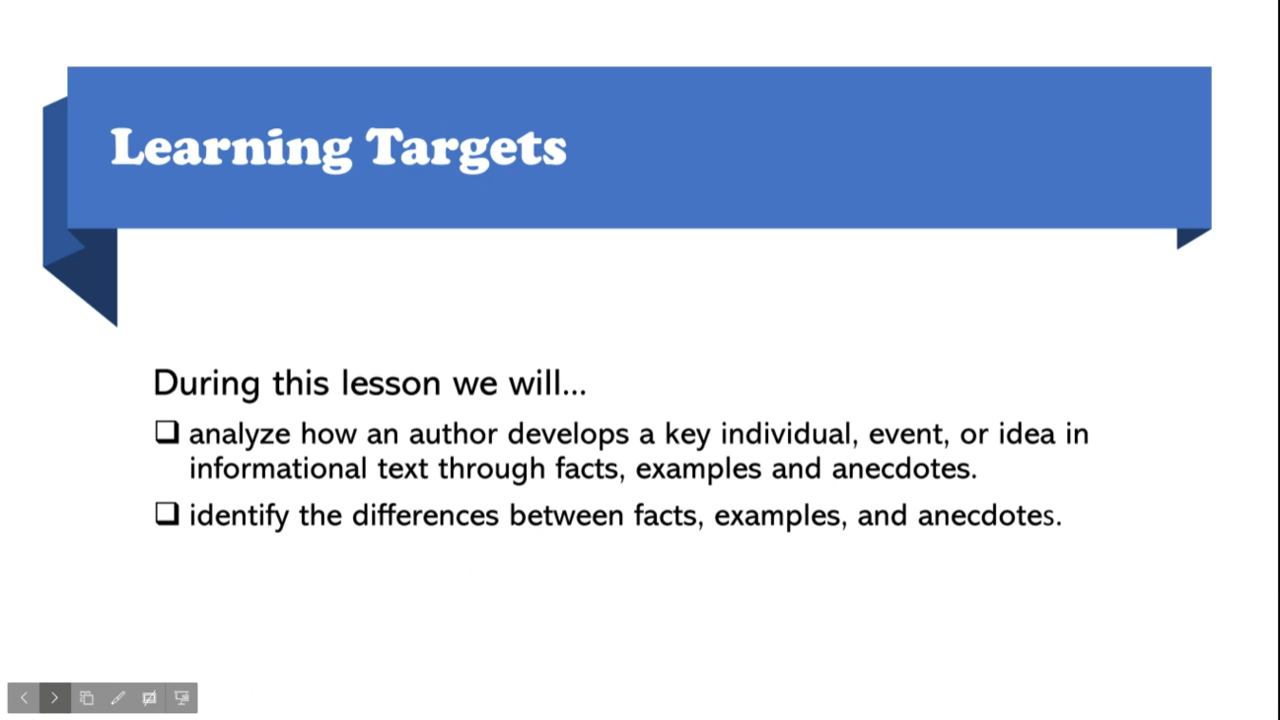 Learning Targets
During this lesson we will...
❑ analyze how an author develops a key individual, event, or idea in
informational text through facts, examples and anecdotes.
❑ identify the differences between facts, examples, and anecdotes.